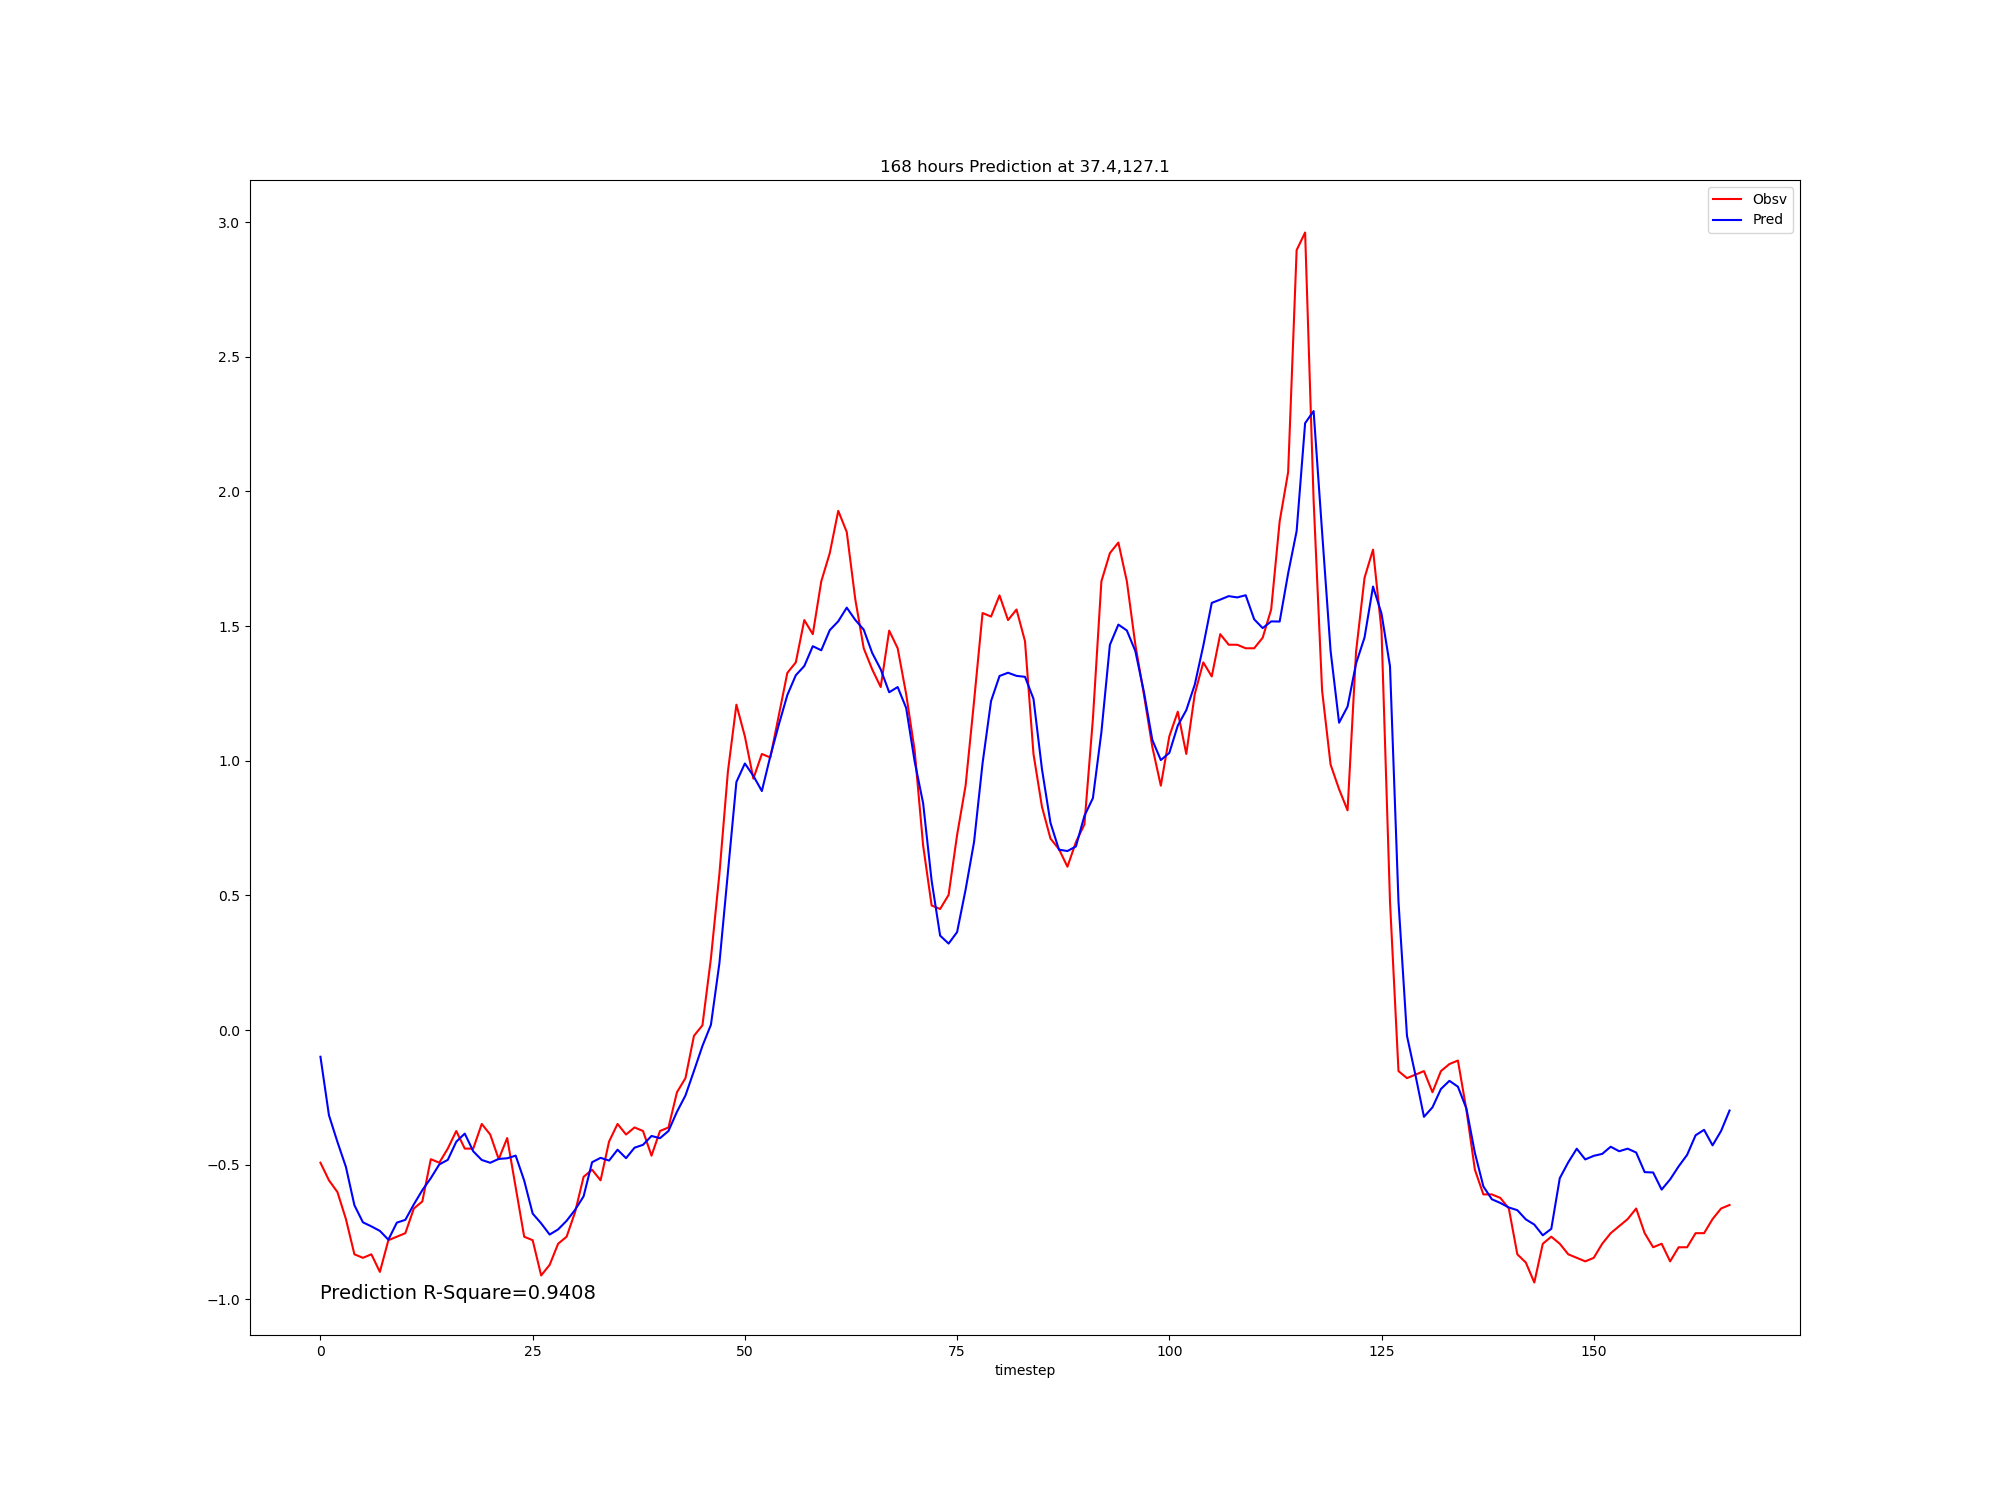 168 hours Prediction at 37.4,127.1
Obsv
Pred
3.0
2.5
2.0
1.5
1.0
0.5
0.0
−0.5
−1.0
Prediction R-Square=0.9408
0 25 50 75 100 125 150
timestep